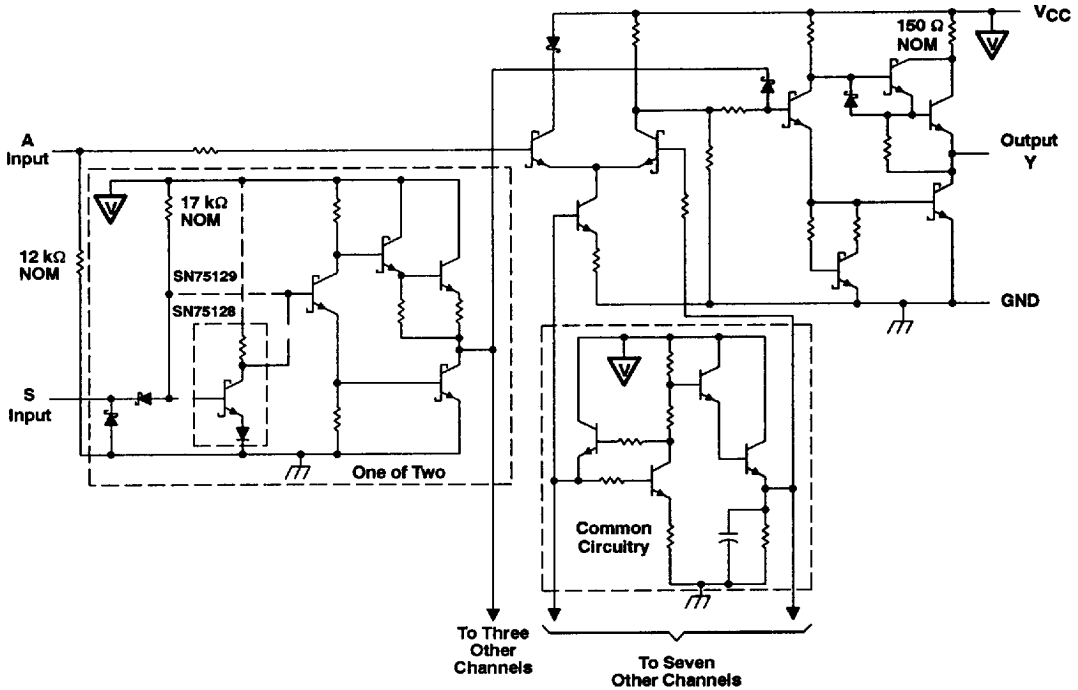 VCC
150 Ω
NOM
V
A
Input
Output
Y
V
17 kΩ
NOM
12 kΩ
NOM
SN75129
SN75128
GND
V
S
Input
One of Two
Common
Circuitry
To Three
Other
Channels
To Seven
Other Channels